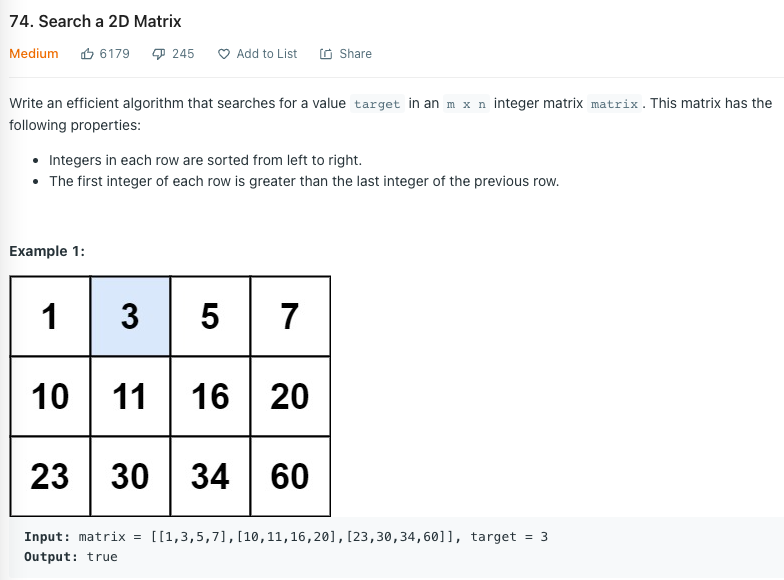 74. Search a 2D Matrix
Medium 6179 245 Add to List Share
Write an efficient algorithm that searches for a value target in an m x n integer matrix matrix. This matrix has the
following properties:
• Integers in each row are sorted from left to right.
• The first integer of each row is greater than the last integer of the previous row.
Example 1:
1 3 5 7
10 11 16 20
23 30 34 60
Input: matrix = [[1,3,5,7],[10,11,16,20],[23,30,34,60]], target = 3
Output: true